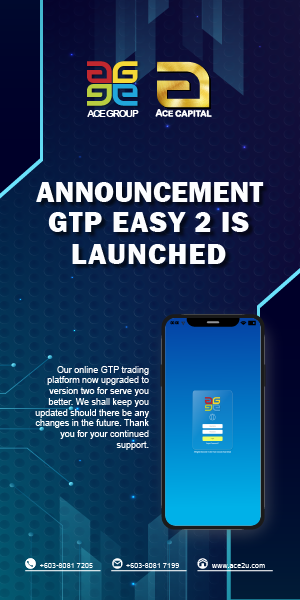 ACE GROUP
ACE CAPITAL
ANNOUNCEMENT
GTP EASY 2 IS
LAUNCHED
Our online GTP trading
platform now upgraded to
version two for serve you
better. We shall keep you
updated should there be any
changes in the future. Thank
you for your continued
support.
+603-8081 7205
+603-8081 7199
www.ace2u.com